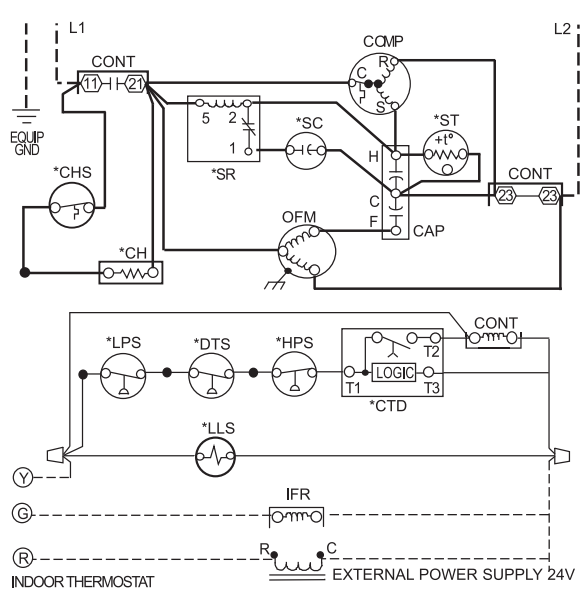 L1
L2
COMP
CONT
R
C
S
11
21
*SC
*ST
+t°
5
2
1
*SR
H
EQUIP
GND
CONT
*CHS
C
23
23
OFM
F
CAP
*CH
CONT
*LPS
*DTS
*HPS
T2
LOGIC
T1
T3
*CTD
*LLS
Y
IFR
G
R
R
C
INDOOR THERMOSTAT
EXTERNAL POWER SUPPLY 24V